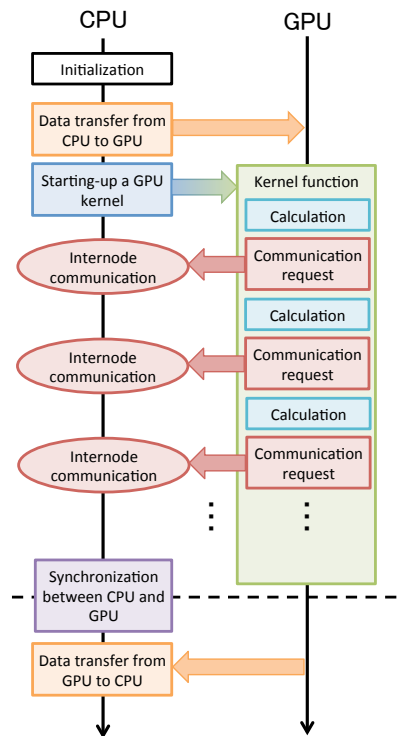 CPU
GPU
Initialization
Data transfer from
CPU to GPU
Starting-up a GPU
kernel
Kernel function
Calculation
Internode
communication
Communication
request
Calculation
Internode
communication
Communication
request
Calculation
Internode
communication
Communication
request
Synchronization
between CPU and
GPU
Data transfer from
GPU to CPU